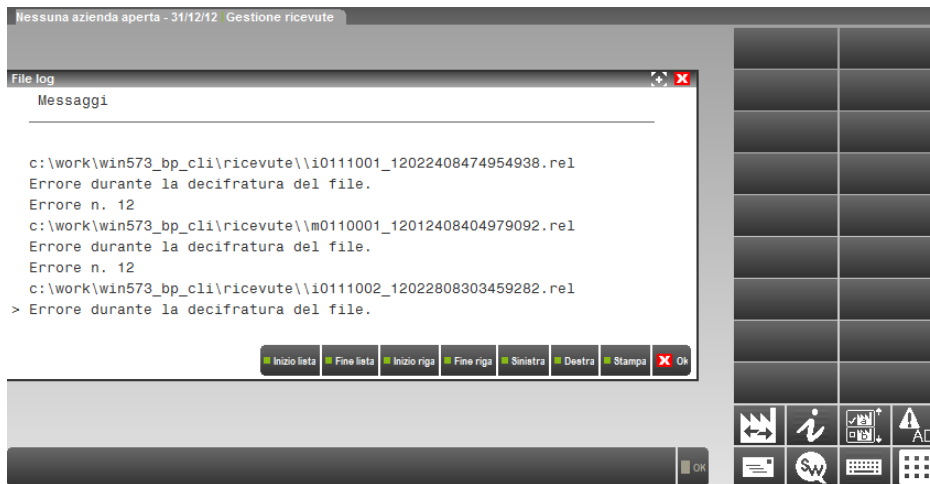 Nessuna azienda aperta - 31/12/12 Gestione ricevute
File log
Messaggi
c:\work\win573_bp_cli\ricevute\\i0111001_12022408474954938.rel
Errore durante la decifratura del file.
Errore n. 12
c:\work\win573_bp_cli\ricevute\\m0110001_12012408404979092.rel
Errore durante la decifratura del file.
Errore n. 12
c:\work\win573_bp_cli\ricevute\\i0111002_12022808303459282.rel
> Errore durante la decifratura del file.
Inizio lista Fine lista Inizio riga Fine riga Sinistra Destra Stampa Ok
OK
SW